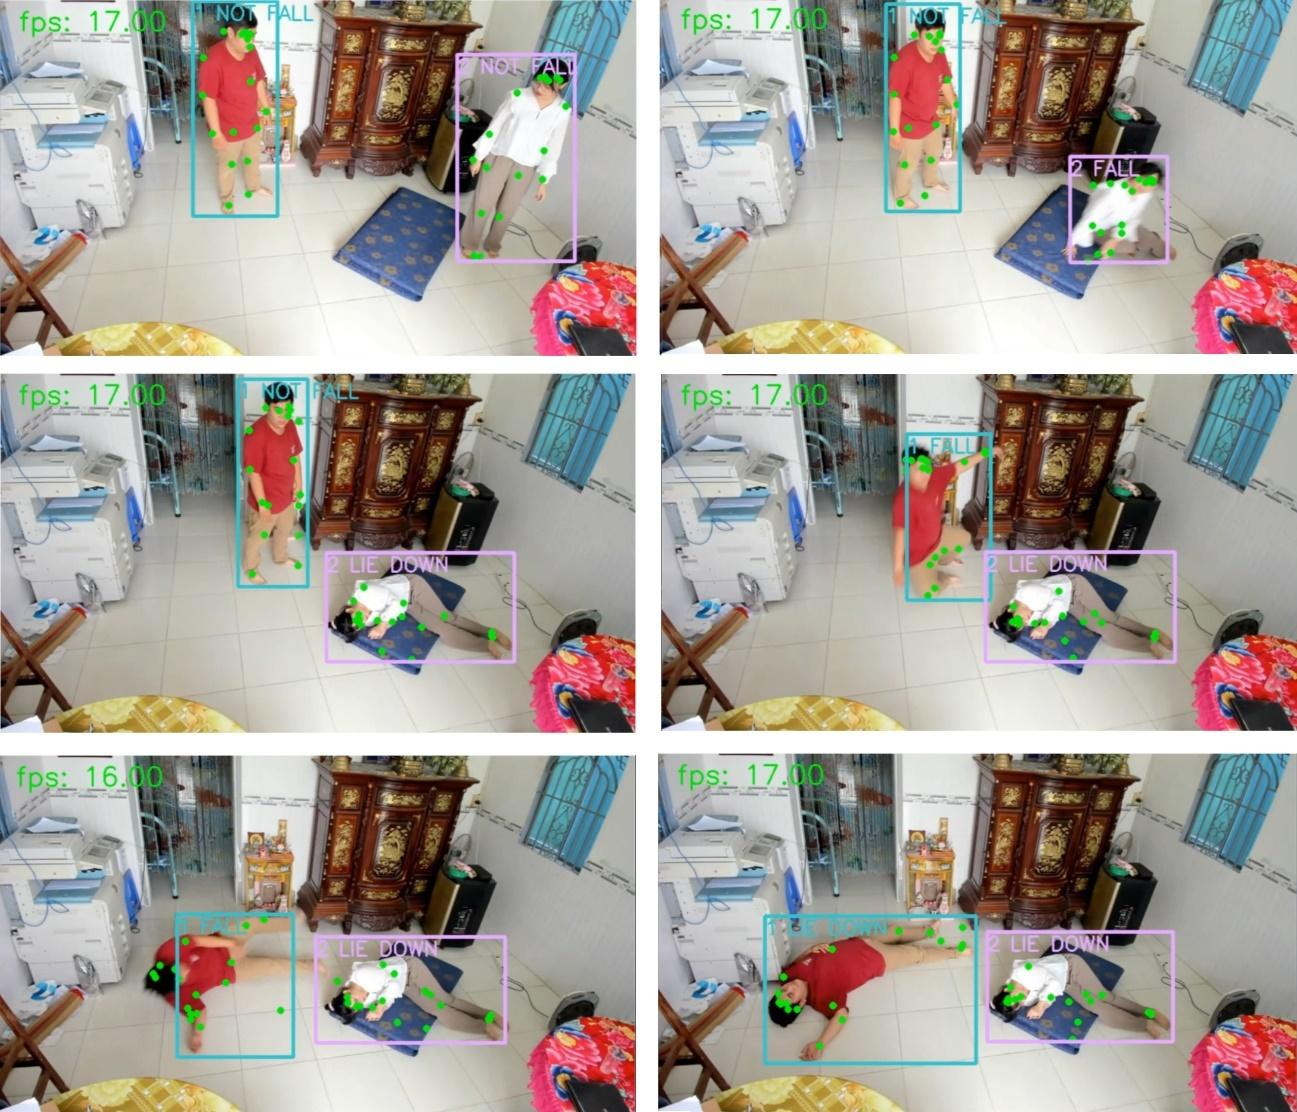 fps: 17.00
1 NOT FALL
2 NOT FALL
fps: 17.00
1 NOT FALL
2 FALL
fps: 17.00
1 NOT FALL
2 LIE DOWN
fps: 17.00
1 FALL
2 LIE DOWN
fps: 16.00
1 FALL
2 LIE DOWN
fps: 17.00
1 LIE DOWN
2 LIE DOWN